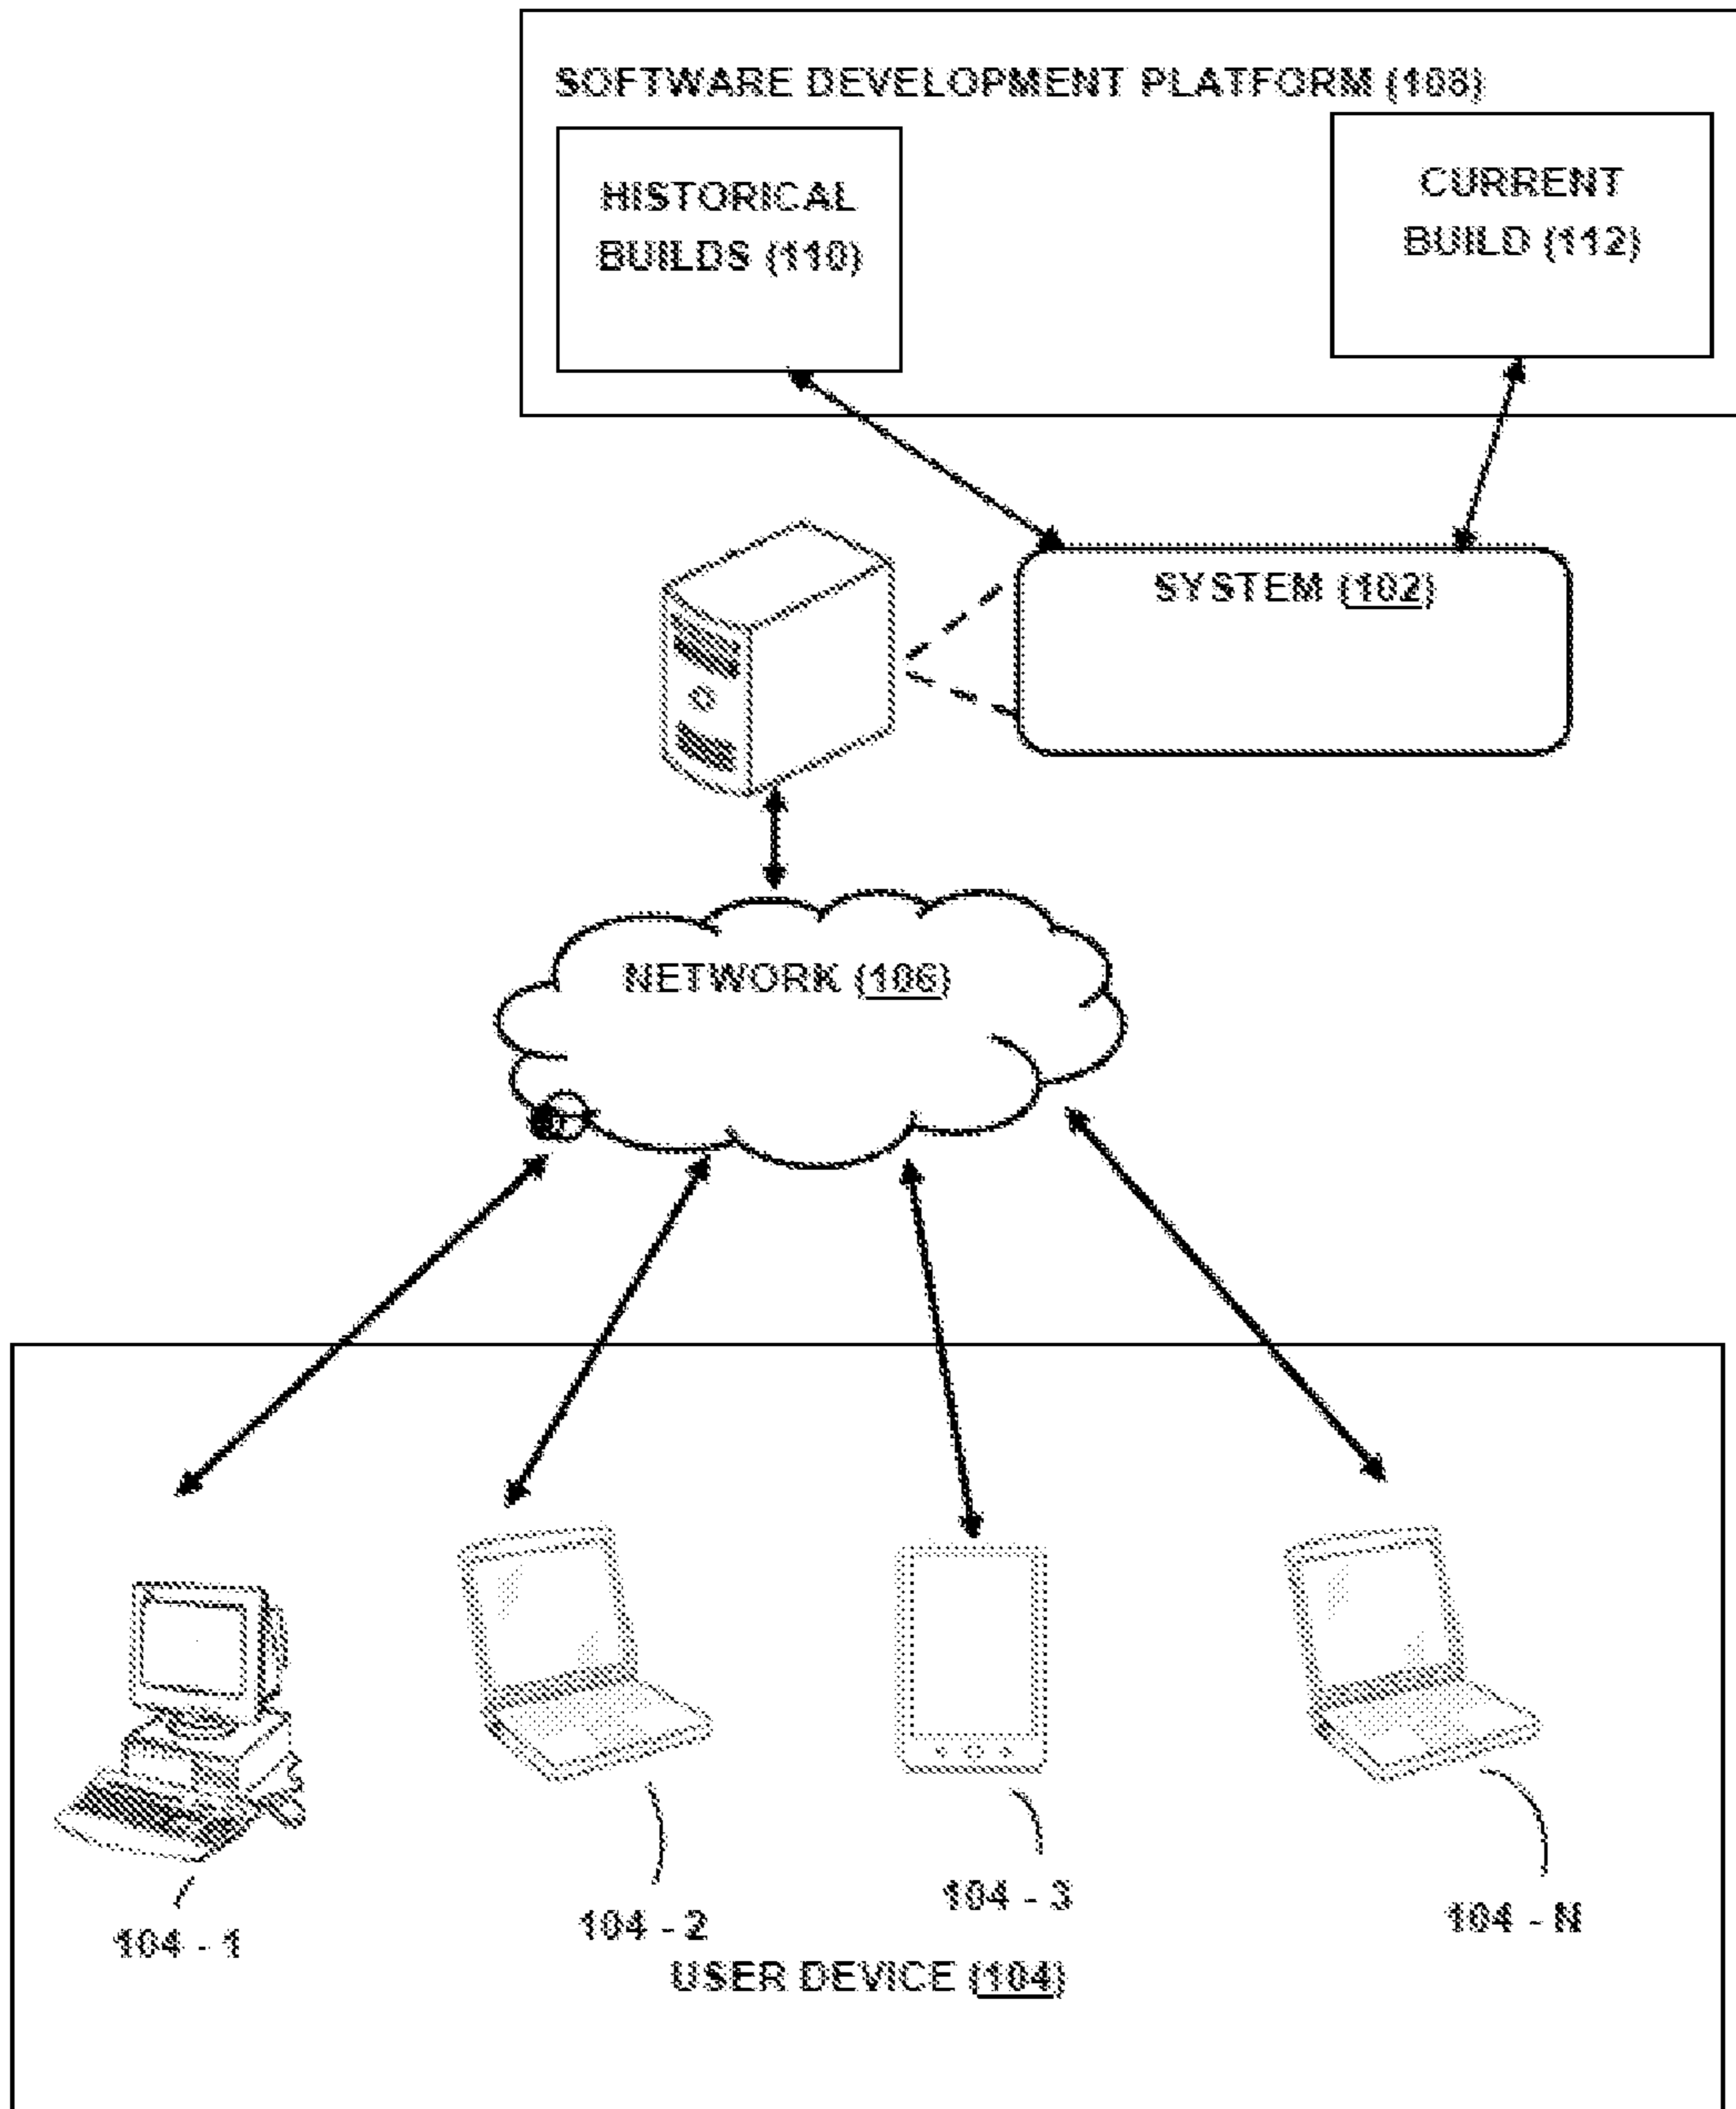 SOFTWARE DEVELOPMENT PLATFORM (108)
HISTORICAL
BUILDS (110)
CURRENT
BUILD (112)
SYSTEM (102)
NETWORK (106)
104 - 1
104 - 2
104 - 3
104 - N
USER DEVICE (104)